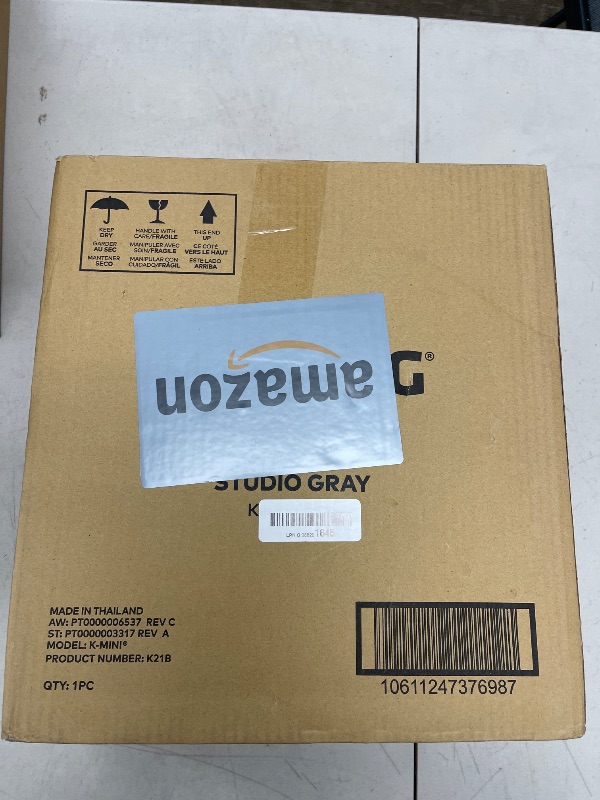 KEEP
DRY
HANDLE WITH
CARE/FRAGILE
THIS END
UP
GARDER
AU SEC
MANIPULER AVEC
SOIN/FRAGILE
CE CÔTÉ
VERS LE HAUT
MANTENER
SECO
MANIPULAR CON
CUIDADO/FRÁGIL
ESTE LADO
ARRIBA
G®
amazon
STUDIO GRAY
K
1645
MADE IN THAILAND
AW: PT0000006537 REV C
ST: PT0000003317 REV A
MODEL: K-MINI®
PRODUCT NUMBER: K21B
QTY: 1PC
10611247376987